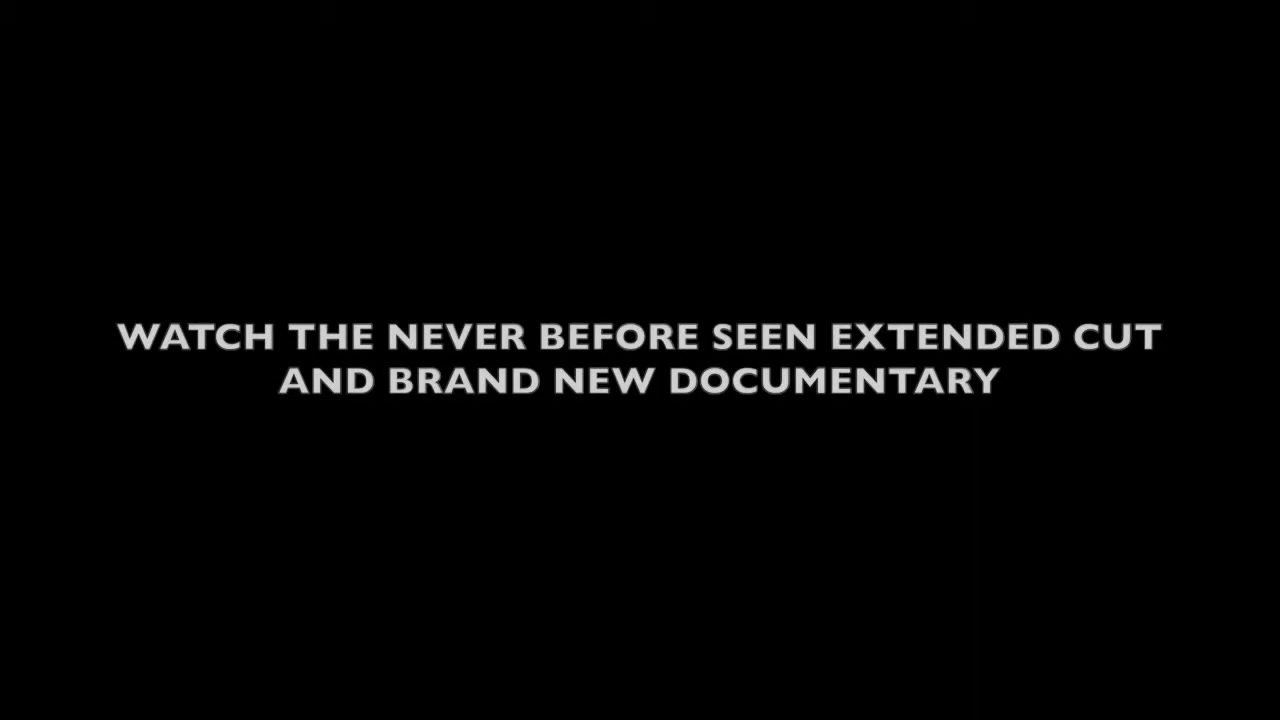 WATCH THE NEVER BEFORE SEEN EXTENDED CUT
AND BRAND NEW DOCUMENTARY